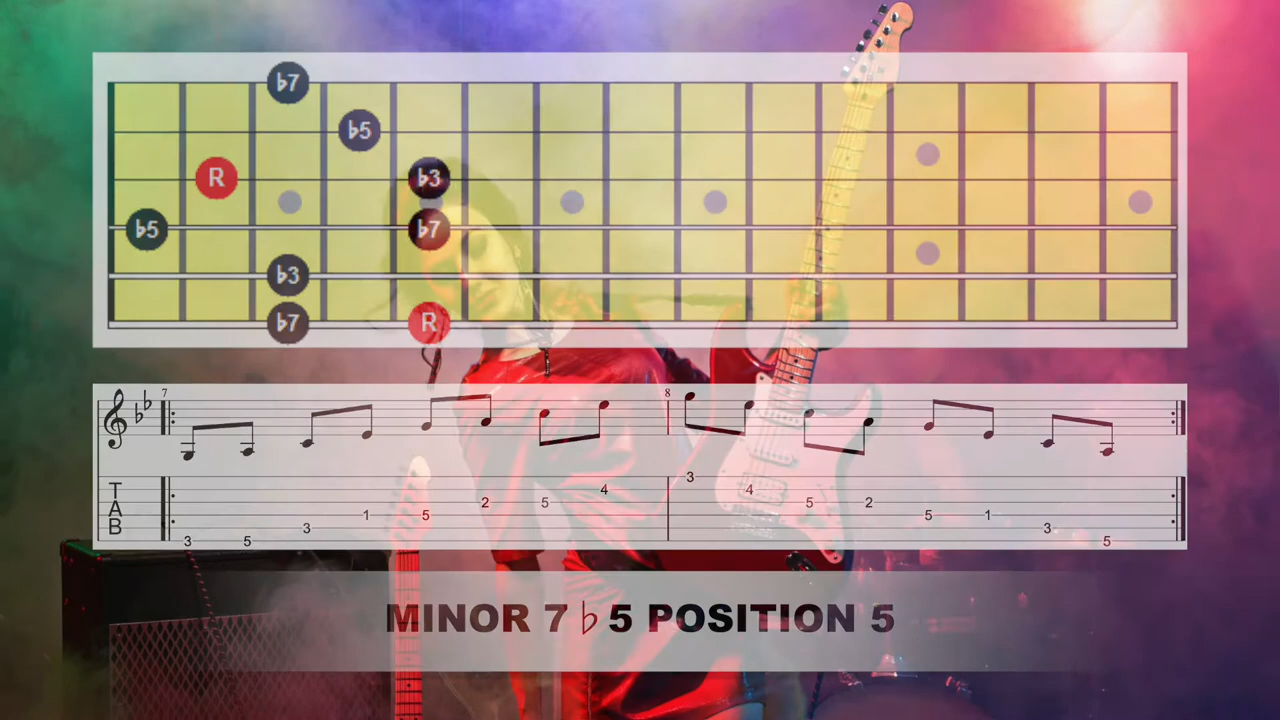 ♭7
♭5
R ♭3
♭5 ♭7
♭3
♭7 R
7 8
T
A
B
3 5 3 1 5 2 5 4 3 4 5 2 5 1 3 5
MINOR 7♭5 POSITION 5